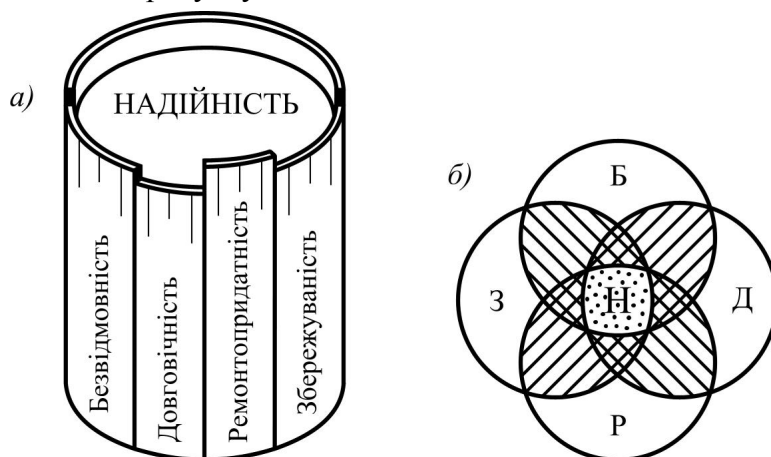 а)
НАДІЙНІСТЬ
Безвідмовність
Довговічність
Ремонтопридатність
Збережуваність
б)
Б
З
Н
Д
Р